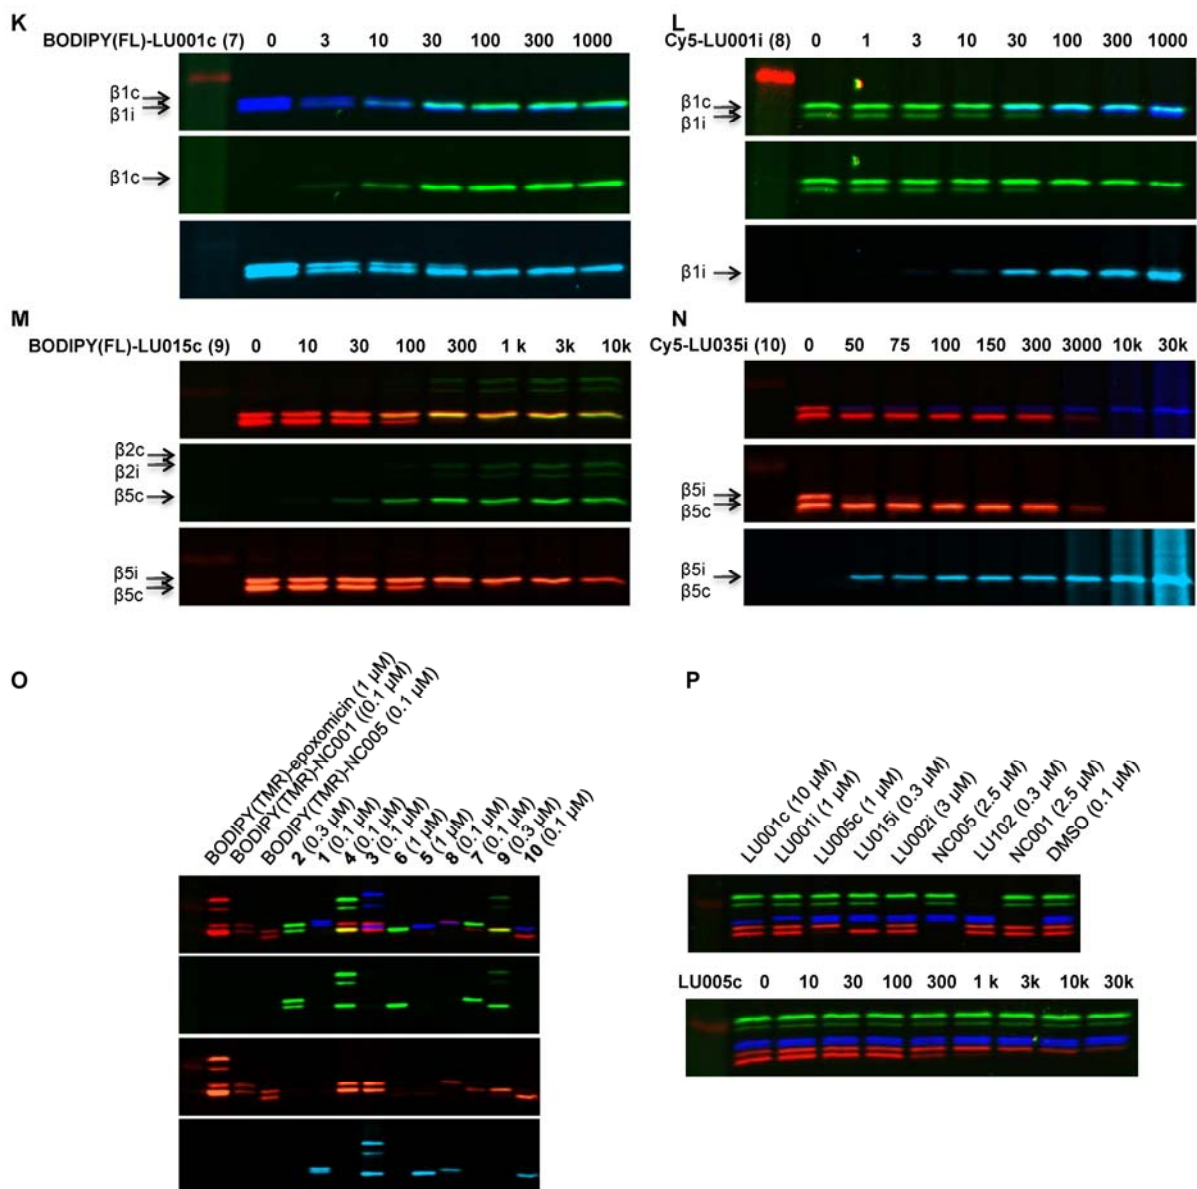 K
BODIPY(FL)-LU001c (7) 0 3 10 30 100 300 1000
β1c
β1i
β1c
L
Cy5-LU001i (8) 0 1 3 10 30 100 300 1000
β1c
β1i
β1i
M
BODIPY(FL)-LU015c (9) 0 10 30 100 300 1 k 3k 10k
β2c
β2i
β5c
β5i
β5c
N
Cy5-LU035i (10) 0 50 75 100 150 300 3000 10k 30k
β5i
β5c
β5i
β5c
O
BODIPY(TMR)-epoxomicin (1 µM)
BODIPY(TMR)-NC001 ((0.1 µM)
BODIPY(TMR)-NC005 (0.1 µM)
2 (0.3 µM)
1 (0.1 µM)
4 (0.1 µM)
3 (0.1 µM)
6 (1 µM)
5 (1 µM)
8 (0.1 µM)
7 (0.1 µM)
9 (0.3 µM)
10 (0.1 µM)
P
LU001c (10 µM)
LU001i (1 µM)
LU005c (1 µM)
LU015i (0.3 µM)
LU002i (3 µM)
NC005 (2.5 µM)
LU102 (0.3 µM)
NC001 (2.5 µM)
DMSO (0.1 µM)
LU005c 0 10 30 100 300 1 k 3k 10k 30k